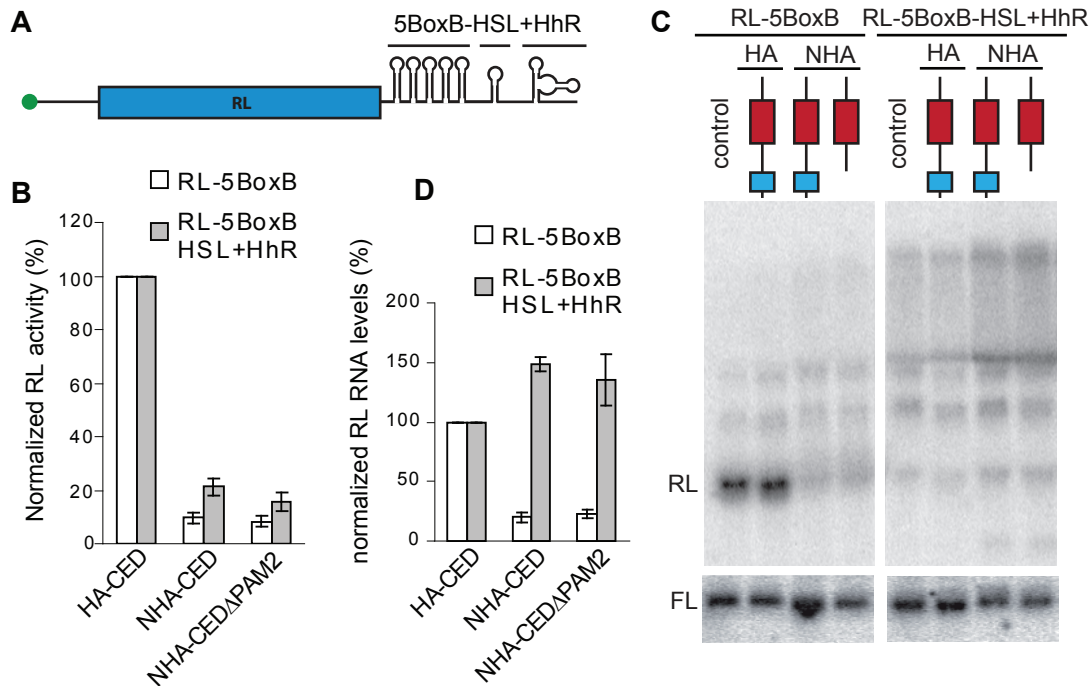 A
5BoxB-HSL+HhR
RL
B
RL-5BoxB
RL-5BoxB
HSL+HhR
Normalized RL activity (%)
120
100
80
60
40
20
0
HA-CED
NHA-CED
NHA-CEDΔPAM2
D
RL-5BoxB
RL-5BoxB
HSL+HhR
normalized RL RNA levels (%)
200
150
100
50
0
HA-CED
NHA-CED
NHA-CEDΔPAM2
C
RL-5BoxB
RL-5BoxB-HSL+HhR
HA
NHA
HA
NHA
control
control
RL
FL